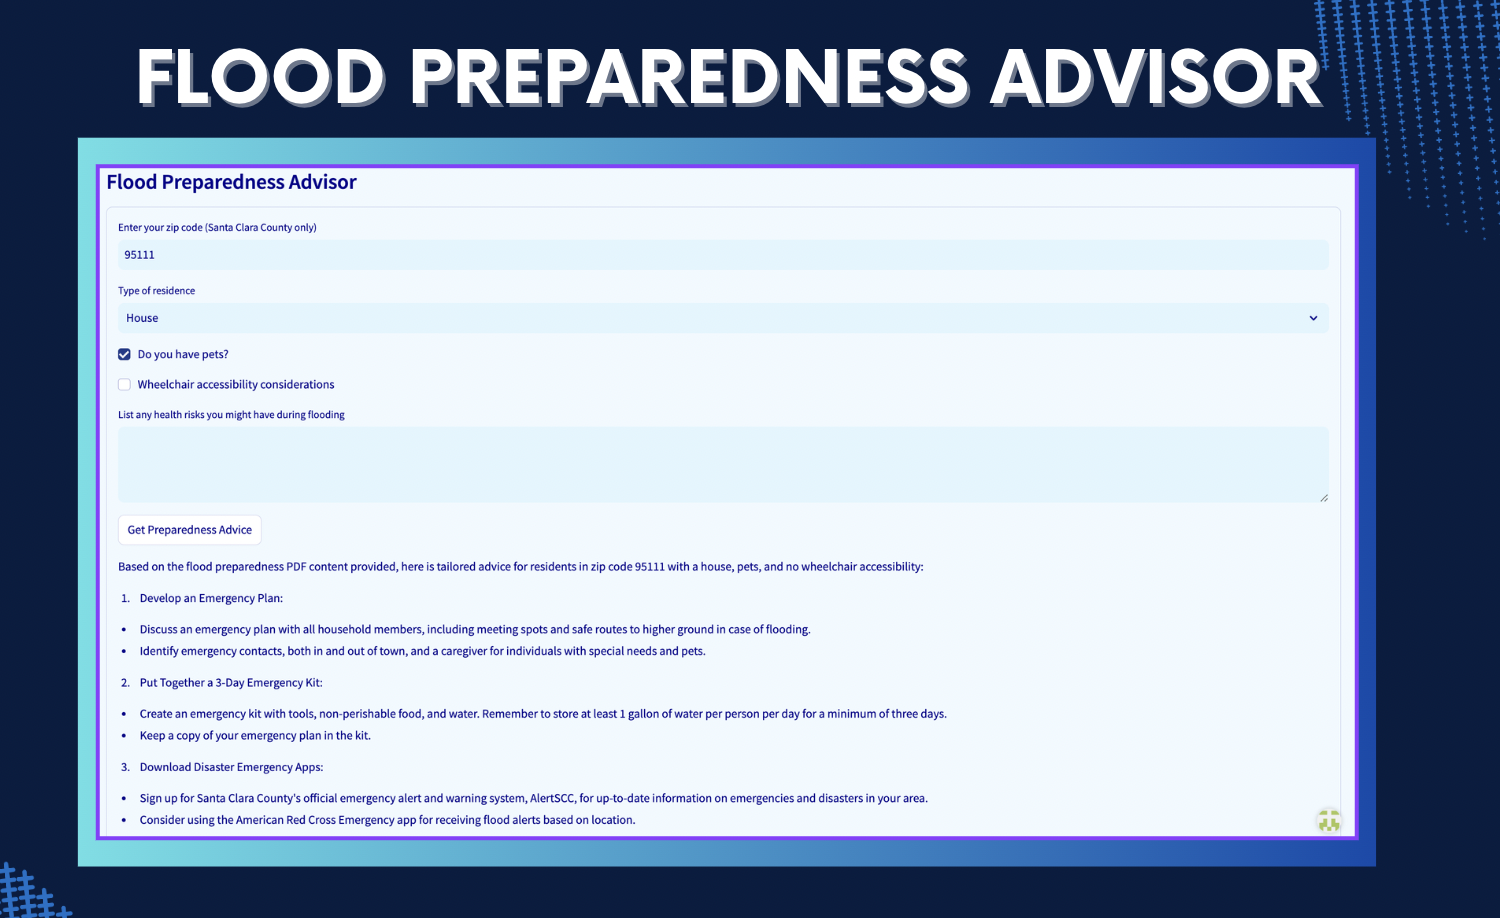 FLOOD PREPAREDNESS ADVISOR
Flood Preparedness Advisor
Enter your zip code (Santa Clara County only)
95111
Type of residence
House
Do you have pets?
Wheelchair accessibility considerations
List any health risks you might have during flooding
Get Preparedness Advice
Based on the flood preparedness PDF content provided, here is tailored advice for residents in zip code 95111 with a house, pets, and no wheelchair accessibility:
1. Develop an Emergency Plan:
• Discuss an emergency plan with all household members, including meeting spots and safe routes to higher ground in case of flooding.
• Identify emergency contacts, both in and out of town, and a caregiver for individuals with special needs and pets.
2. Put Together a 3-Day Emergency Kit:
• Create an emergency kit with tools, non-perishable food, and water. Remember to store at least 1 gallon of water per person per day for a minimum of three days.
• Keep a copy of your emergency plan in the kit.
3. Download Disaster Emergency Apps:
• Sign up for Santa Clara County's official emergency alert and warning system, AlertSCC, for up-to-date information on emergencies and disasters in your area.
• Consider using the American Red Cross Emergency app for receiving flood alerts based on location.